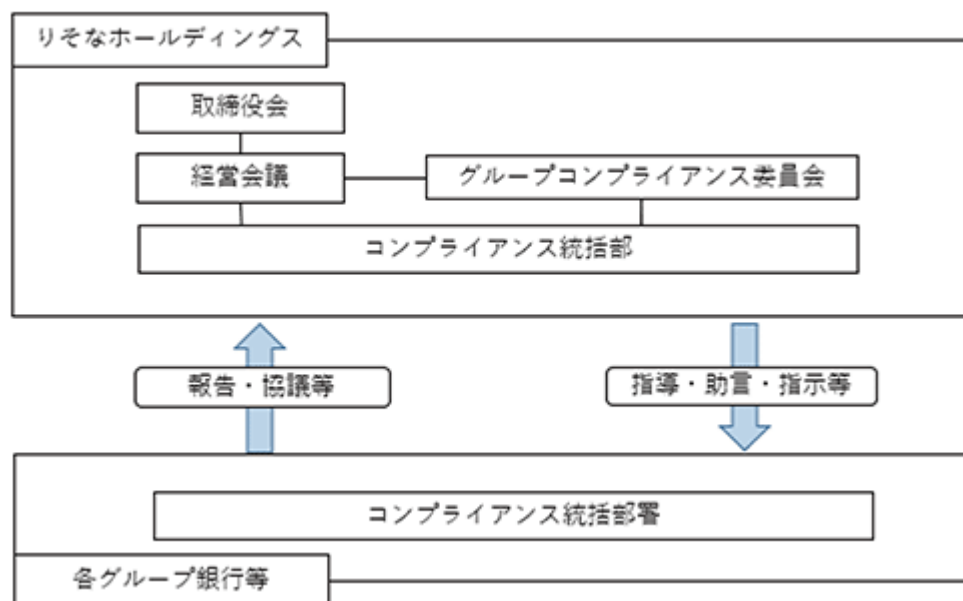 りそなホールディングス
取締役会
経営会議
グループコンプライアンス委員会
コンプライアンス統括部
報告・協議等
指導・助言・指示等
コンプライアンス統括部署
各グループ銀行等